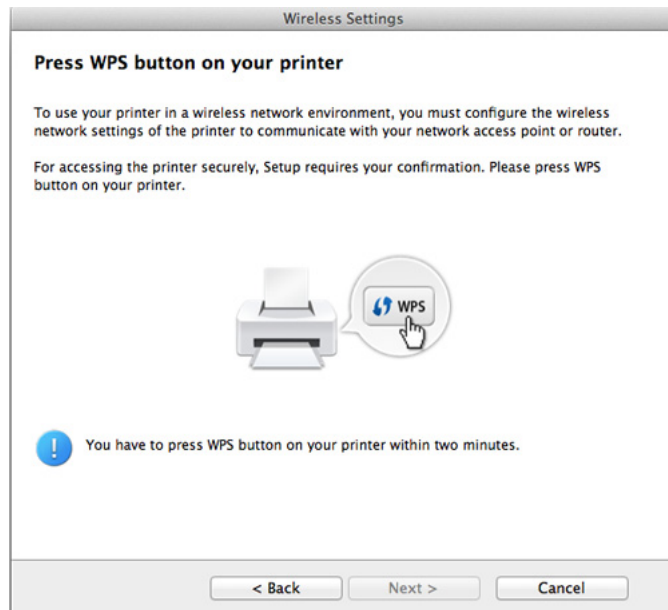 Wireless Settings
Press WPS button on your printer
To use your printer in a wireless network environment, you must configure the wireless
network settings of the printer to communicate with your network access point or router.
For accessing the printer securely, Setup requires your confirmation. Please press WPS
button on your printer.
WPS
You have to press WPS button on your printer within two minutes.
< Back
Next >
Cancel